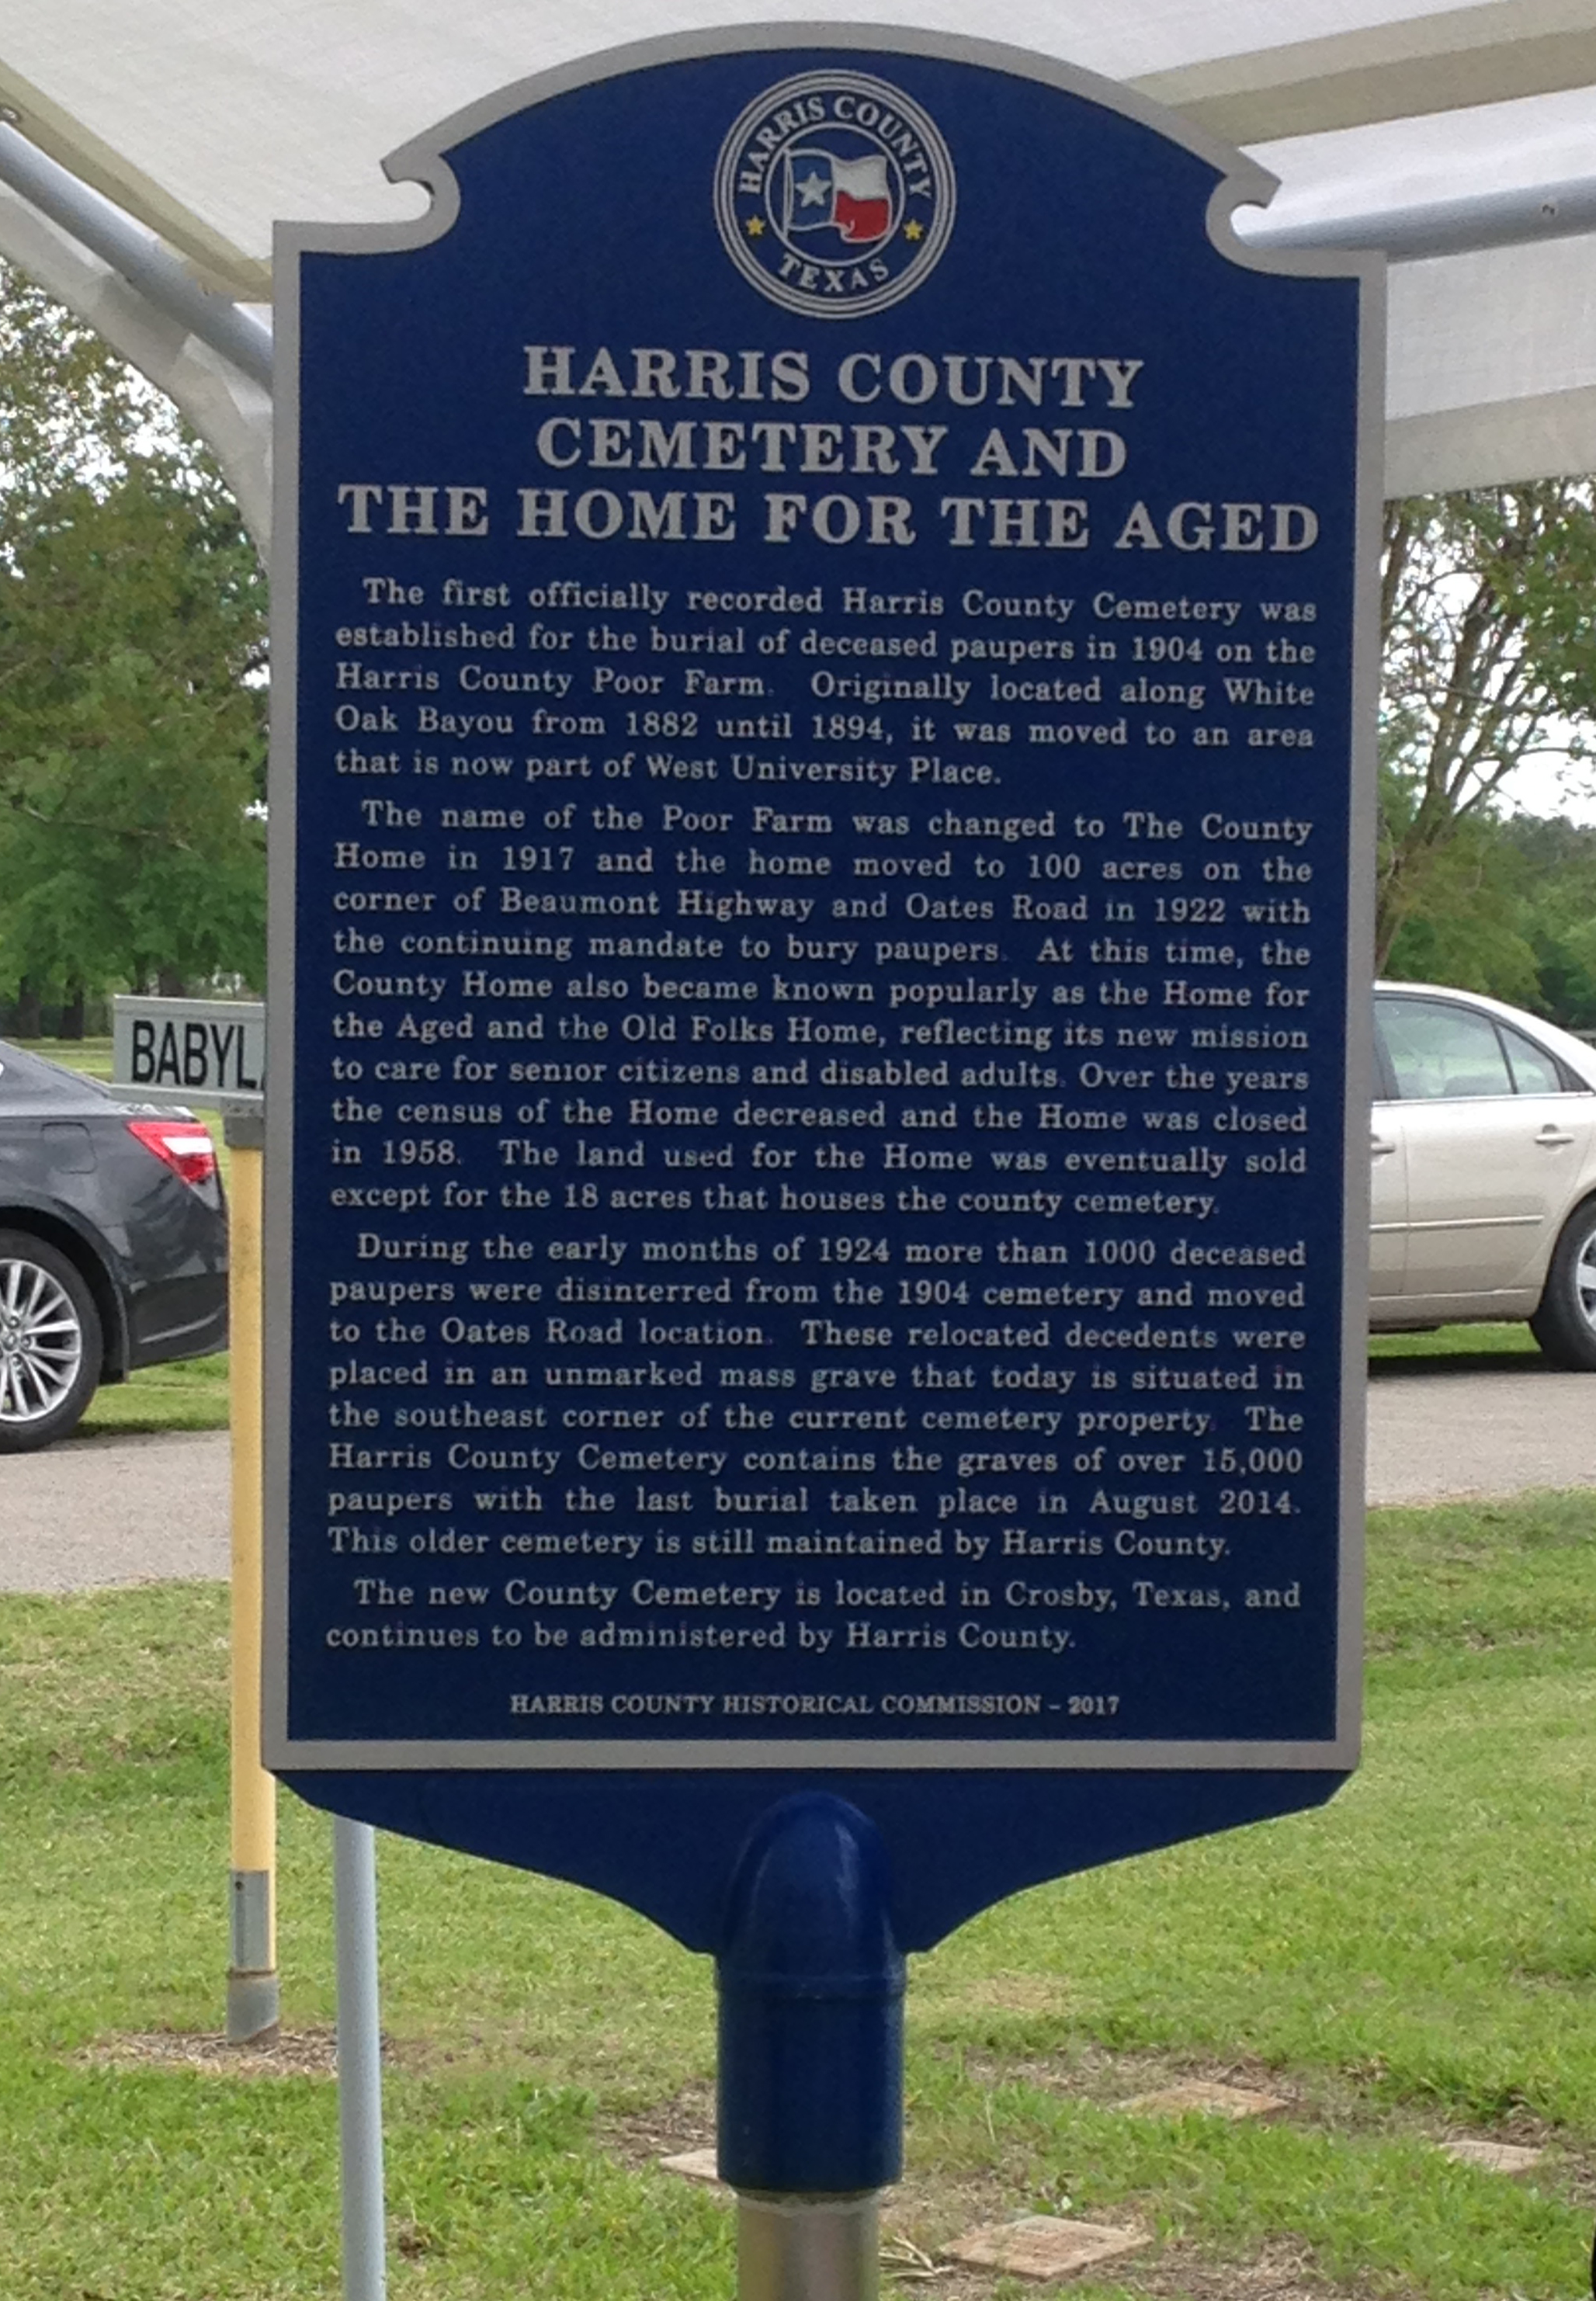 HARRIS COUNTY
TEXAS
HARRIS COUNTY
CEMETERY AND
THE HOME FOR THE AGED
The first officially recorded Harris County Cemetery was
established for the burial of deceased paupers in 1904 on the
Harris County Poor Farm. Originally located along White
Oak Bayou from 1882 until 1894, it was moved to an area
that is now part of West University Place.
The name of the Poor Farm was changed to The County
Home in 1917 and the home moved to 100 acres on the
corner of Beaumont Highway and Oates Road in 1922 with
the continuing mandate to bury paupers. At this time, the
County Home also became known popularly as the Home for
the Aged and the Old Folks Home, reflecting its new mission
to care for senior citizens and disabled adults. Over the years
the census of the Home decreased and the Home was closed
in 1958. The land used for the Home was eventually sold
except for the 18 acres that houses the county cemetery.
During the early months of 1924 more than 1000 deceased
paupers were disinterred from the 1904 cemetery and moved
to the Oates Road location. These relocated decedents were
placed in an unmarked mass grave that today is situated in
the southeast corner of the current cemetery property. The
Harris County Cemetery contains the graves of over 15,000
paupers with the last burial taken place in August 2014.
This older cemetery is still maintained by Harris County.
The new County Cemetery is located in Crosby, Texas, and
continues to be administered by Harris County.
HARRIS COUNTY HISTORICAL COMMISSION – 2017
BABYL